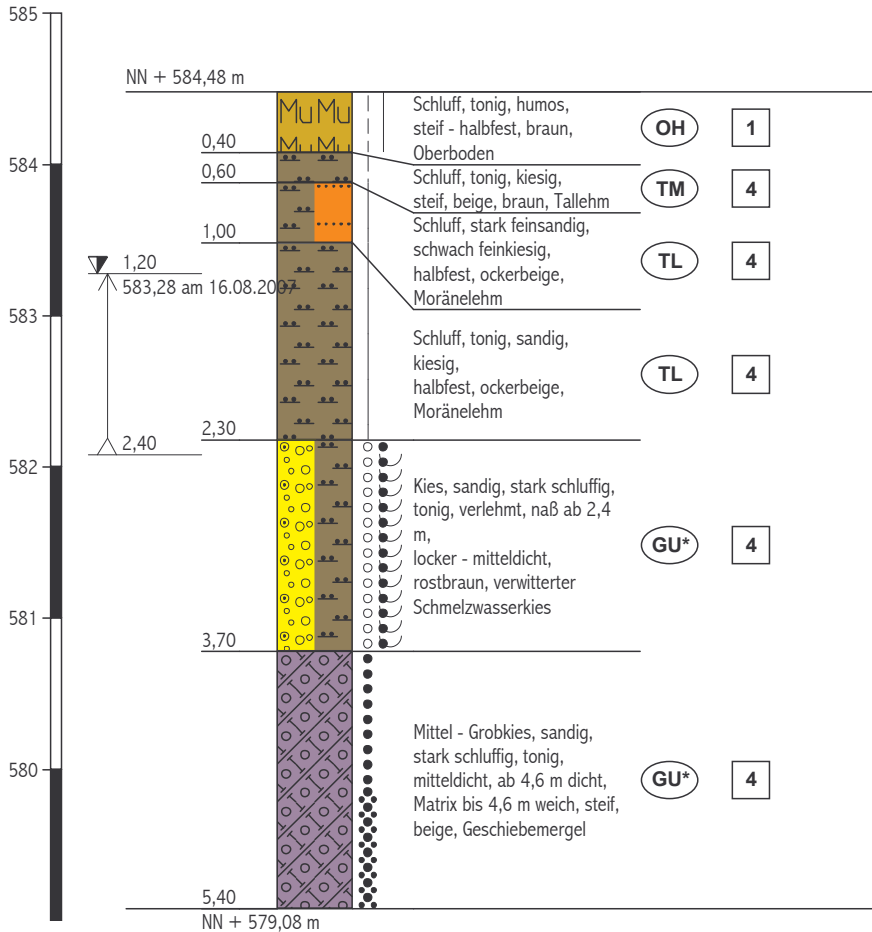 585
NN + 584,48 m
Mu Mu
Mu Mu
Schluff, tonig, humos,
steif - halbfest, braun,
Oberboden
OH
1
0,40
584
0,60
Schluff, tonig, kiesig,
steif, beige, braun, Tallehm
TM
4
1,00
Schluff, stark feinsandig,
schwach feinkiesig,
halbfest, ockerbeige,
Moränelehm
TL
4
1,20
583,28 am 16.08.2007
583
Schluff, tonig, sandig,
kiesig,
halbfest, ockerbeige,
Moränelehm
TL
4
2,30
2,40
582
Kies, sandig, stark schluffig,
tonig, verlehmt, naß ab 2,4
m,
locker - mitteldicht,
rostbraun, verwitterter
Schmelzwasserkies
GU*
4
581
3,70
Mittel - Grobkies, sandig,
stark schluffig, tonig,
mitteldicht, ab 4,6 m dicht,
Matrix bis 4,6 m weich, steif,
beige, Geschiebemergel
GU*
4
580
5,40
NN + 579,08 m